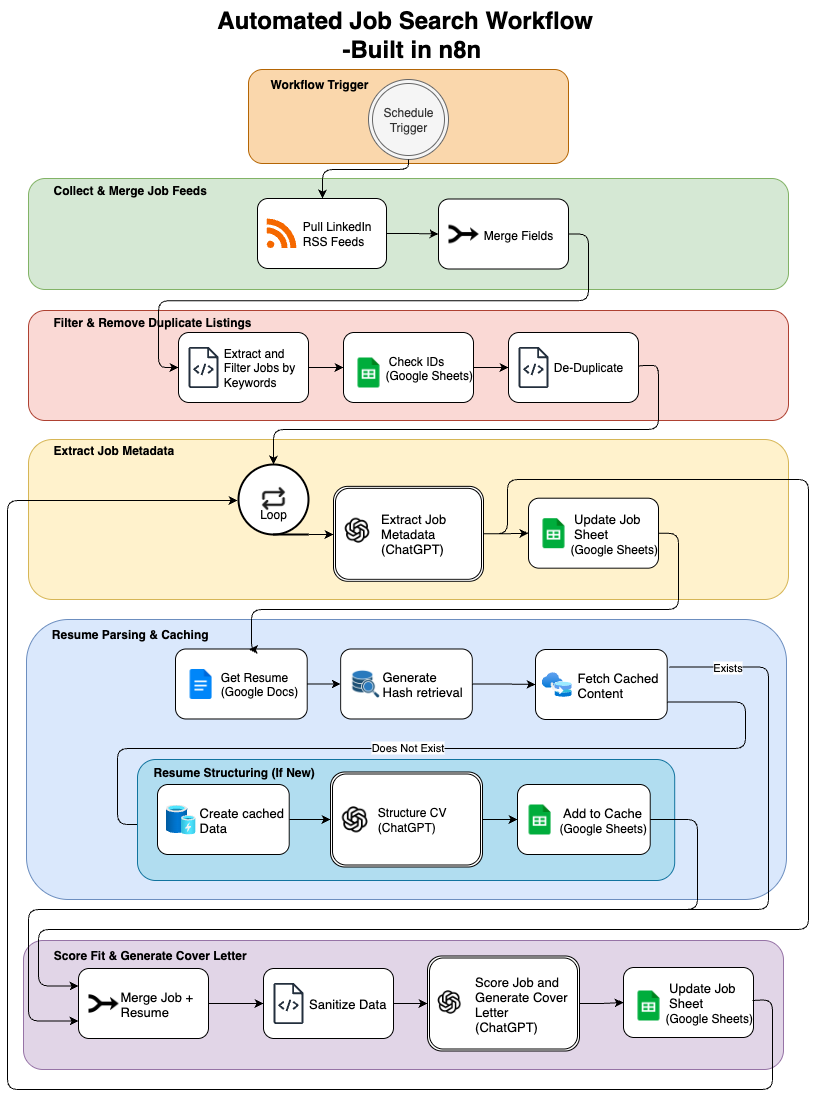 Automated Job Search Workflow
-Built in n8n
Workflow Trigger
Schedule
Trigger
Collect & Merge Job Feeds
Pull LinkedIn
RSS Feeds
Merge Fields
Filter & Remove Duplicate Listings
Extract and
Filter Jobs by
Keywords
Check IDs
(Google Sheets)
De-Duplicate
Extract Job Metadata
Loop
Extract Job
Metadata
(ChatGPT)
Update Job
Sheet
(Google Sheets)
Resume Parsing & Caching
Get Resume
(Google Docs)
Generate
Hash retrieval
Fetch Cached
Content
Exists
Does Not Exist
Resume Structuring (If New)
Create cached
Data
Structure CV
(ChatGPT)
Add to Cache
(Google Sheets)
Score Fit & Generate Cover Letter
Merge Job +
Resume
Sanitize Data
Score Job and
Generate Cover
Letter
(ChatGPT)
Update Job
Sheet
(Google Sheets)